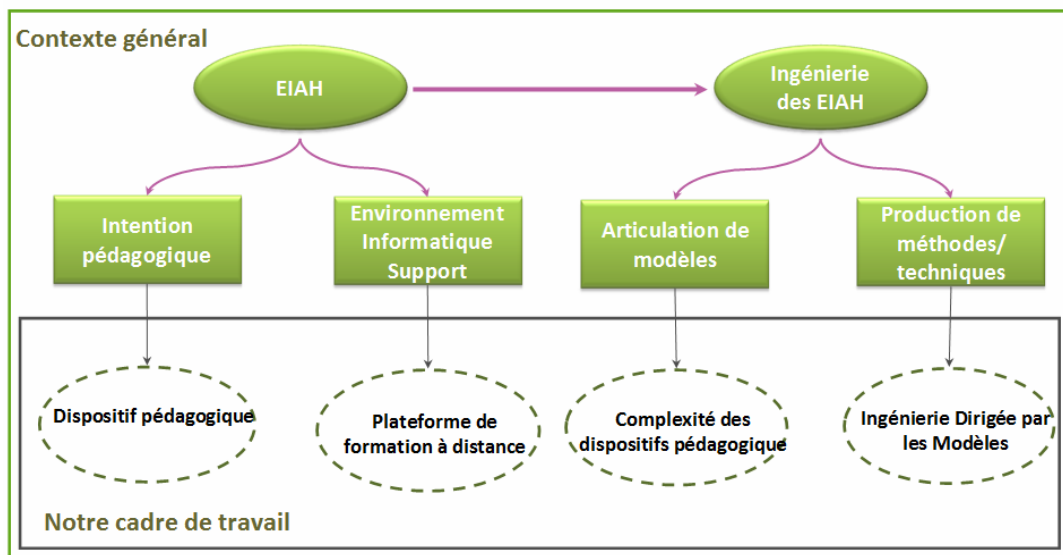 Contexte général
EIAH
Ingénierie
des EIAH
Intention
pédagogique
Environnement
Informatique
Support
Articulation de
modèles
Production de
méthodes/
techniques
Dispositif pédagogique
Plateforme de
formation à distance
Complexité des
dispositifs pédagogique
Ingénierie Dirigée par
les Modèles
Notre cadre de travail